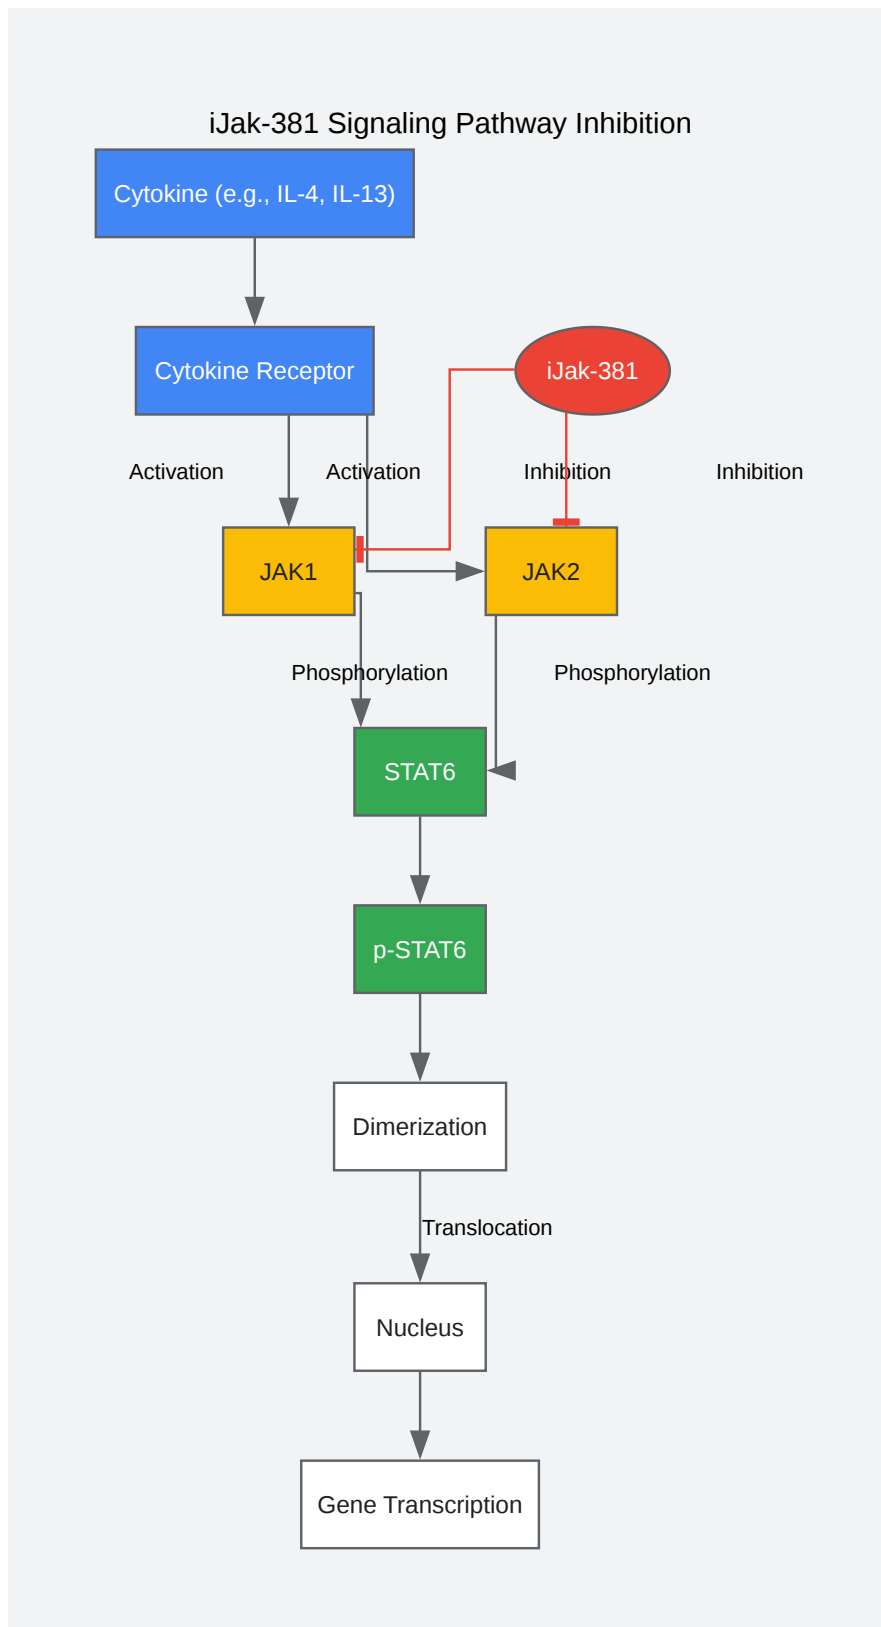 iJak-381 Signaling Pathway Inhibition
Cytokine (e.g., IL-4, IL-13)
Cytokine Receptor
iJak-381
Activation
Activation
Inhibition
Inhibition
JAK1
JAK2
Phosphorylation
Phosphorylation
STAT6
p-STAT6
Dimerization
Translocation
Nucleus
Gene Transcription